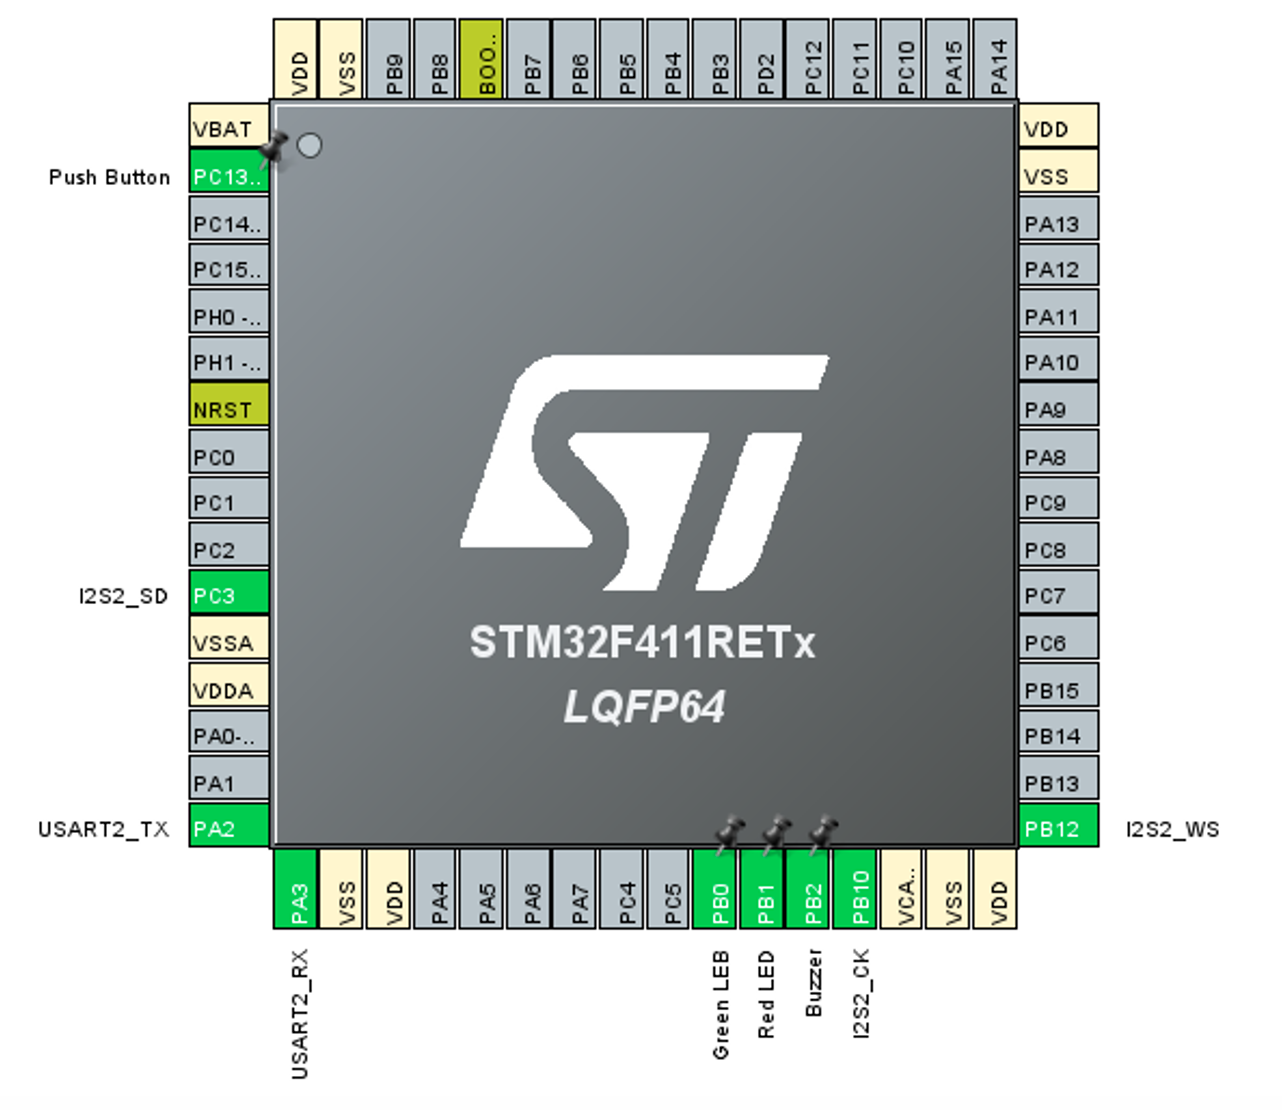 VDD
VSS
PB9
PB8
BOO..
PB7
PB6
PB5
PB4
PB3
PD2
PC12
PC11
PC10
PA15
PA14
VBAT
Push Button PC13..
PC14..
PC15..
PH0 -..
PH1 -..
NRST
PC0
PC1
PC2
I2S2_SD PC3
VSSA
VDDA
PA0-..
PA1
USART2_TX PA2
VDD
VSS
PA13
PA12
PA11
PA10
PA9
PA8
PC9
PC8
PC7
PC6
PB15
PB14
PB13
PB12 I2S2_WS
ST
STM32F411RETx
LQFP64
PA3
VSS
VDD
PA4
PA5
PA6
PA7
PC4
PC5
PB0
PB1
PB2
PB10
VCA..
VSS
VDD
USART2_RX
Green LEB
Red LED
Buzzer
I2S2_CK